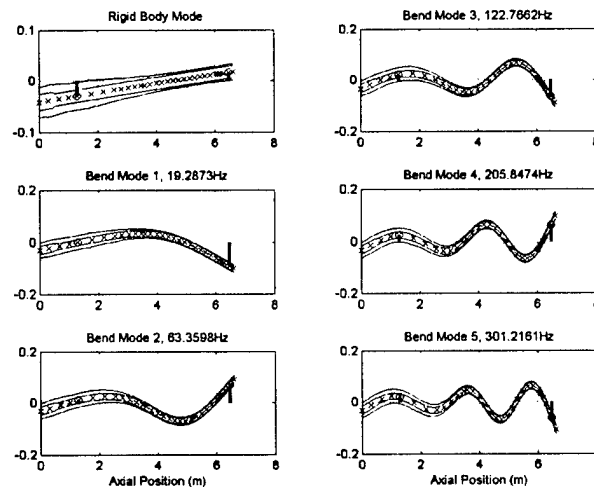 Rigid Body Mode
0.1
0
-0.1
0 2 4 6 8
Bend Mode 1, 19.2873Hz
0.2
0
-0.2
0 2 4 6 8
Bend Mode 2, 63.3598Hz
0.2
0
-0.2
0 2 4 6 8
Axial Position (m)
Bend Mode 3, 122.7662Hz
0.2
0
-0.2
0 2 4 6 8
Bend Mode 4, 205.8474Hz
0.2
0
-0.2
0 2 4 6 8
Bend Mode 5, 301.2161Hz
0.2
0
-0.2
0 2 4 6 8
Axial Position (m)